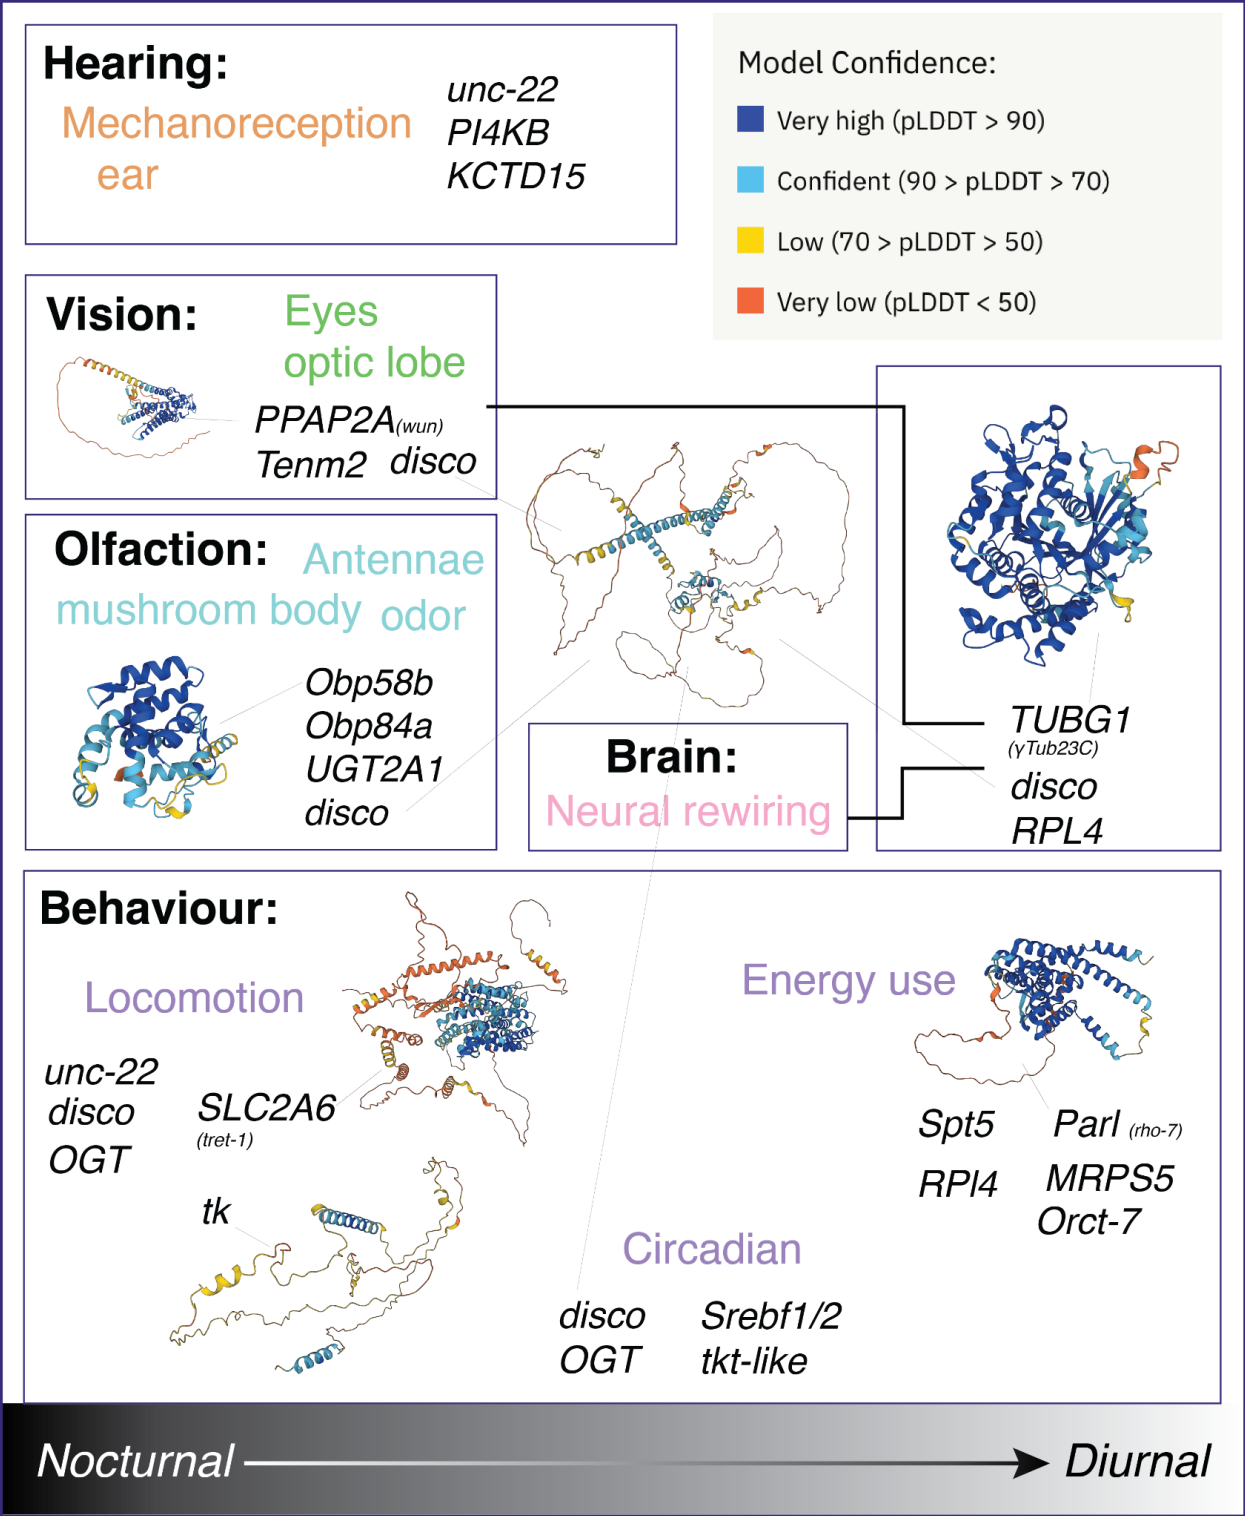 Hearing:
Mechanoreception
ear
unc-22
PI4KB
KCTD15
Model Confidence:
Very high (pLDDT > 90)
Confident (90 > pLDDT > 70)
Low (70 > pLDDT > 50)
Very low (pLDDT < 50)
Vision:
Eyes
optic lobe
PPAP2A(wun)
Tenm2 disco
Olfaction:
Antennae
mushroom body odor
Obp58b
Obp84a
UGT2A1
disco
Brain:
Neural rewiring
TUBG1
(γTub23C)
disco
RPL4
Behaviour:
Locomotion
unc-22
disco
OGT
SLC2A6
(tret-1)
tk
Energy use
Spt5 Parl (rho-7)
RPl4 MRPS5
Orct-7
Circadian
disco Srebf1/2
OGT tkt-like
Nocturnal Diurnal